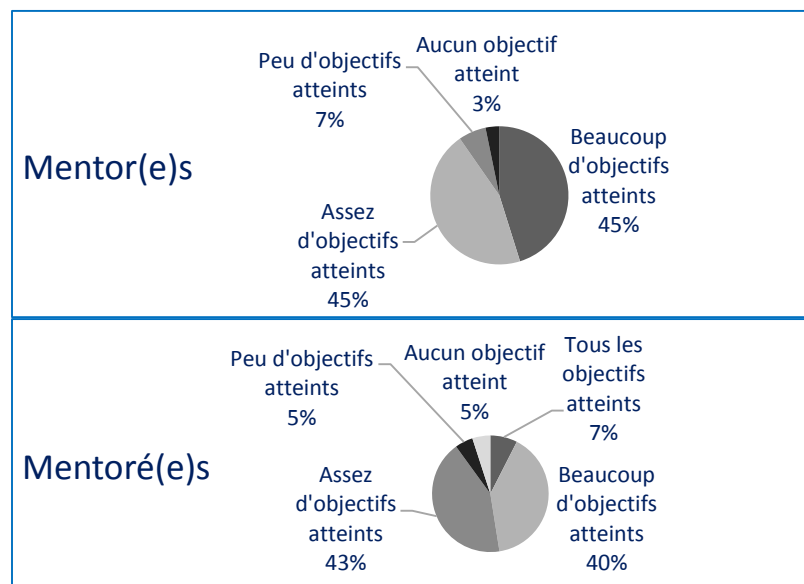 Mentor(e)s
Peu d'objectifs
atteints
7%
Aucun objectif
atteint
3%
Beaucoup
d'objectifs
atteints
45%
Assez
d'objectifs
atteints
45%
Mentoré(e)s
Peu d'objectifs
atteints
5%
Aucun objectif
atteint
5%
Tous les
objectifs
atteints
7%
Assez
d'objectifs
atteints
43%
Beaucoup
d'objectifs
atteints
40%